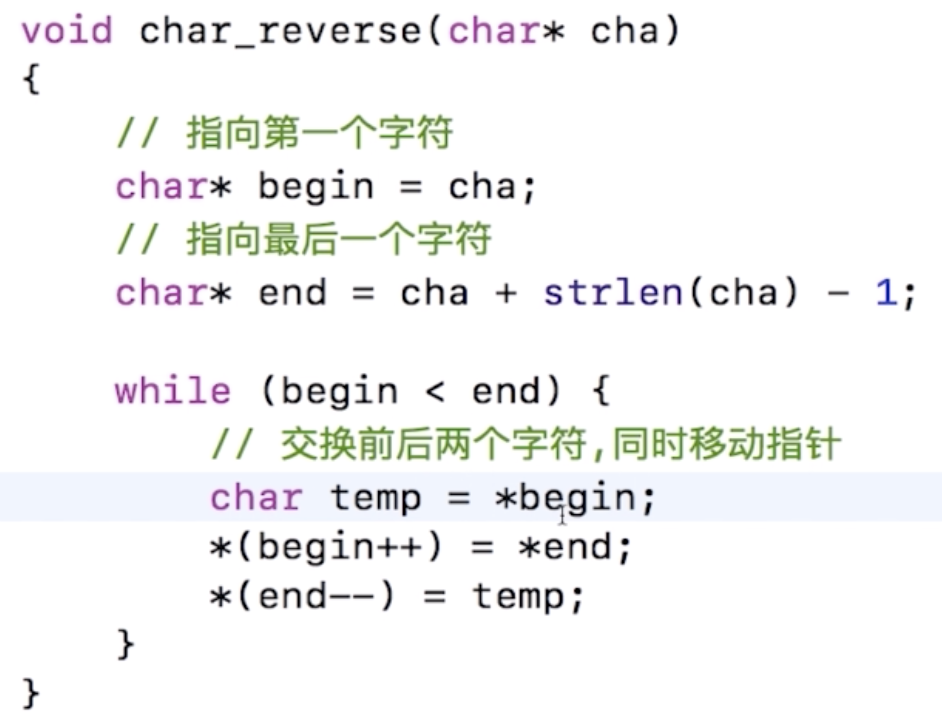 void char_reverse(char* cha)
{
    // 指向第一个字符
    char* begin = cha;
    // 指向最后一个字符
    char* end = cha + strlen(cha) - 1;

    while (begin < end) {
        // 交换前后两个字符,同时移动指针
        char temp = *begin;
        *(begin++) = *end;
        *(end--) = temp;
    }
}